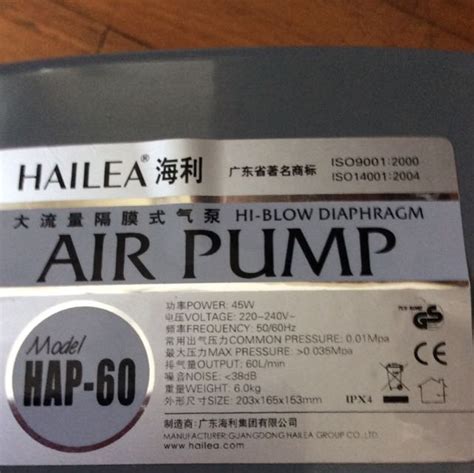 HAILEA® 海利
广东省著名商标
ISO9001:2000
ISO14001:2004
大流量隔膜式气泵 HI-BLOW DIAPHRAGM
AIR PUMP
Model
HAP-60
功率POWER: 45W
电压VOLTAGE: 220~240V~
频率FREQUENCY: 50/60Hz
常用出气压力COMMON PRESSURE: 0.01Mpa
最大压力MAX PRESSURE: >0.035Mpa
排气量OUTPUT: 60L/min
噪音NOISE: <38dB
重量WEIGHT: 6.0kg
外形尺寸SIZE: 203x165x153mm
IPX4
GS
CE
制造商:广东海利集团有限公司
MANUFACTURER:GUANGDONG HAILEA GROUP CO.,LTD.
http://www.hailea.com